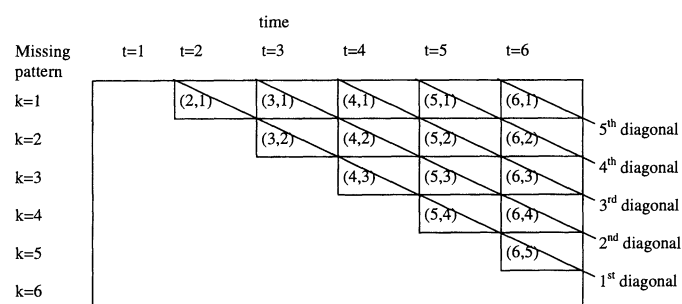 time
Missing pattern t=1 t=2 t=3 t=4 t=5 t=6
k=1 (2,1) (3,1) (4,1) (5,1) (6,1)
5th diagonal
k=2 (3,2) (4,2) (5,2) (6,2)
4th diagonal
k=3 (4,3) (5,3) (6,3)
3rd diagonal
k=4 (5,4) (6,4)
2nd diagonal
k=5 (6,5)
1st diagonal
k=6